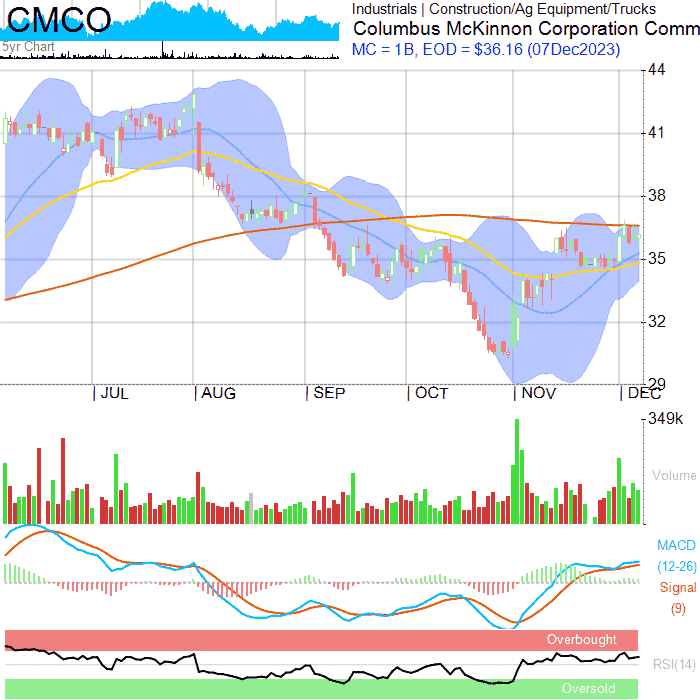 CMCO
Industrials | Construction/Ag Equipment/Trucks
Columbus McKinnon Corporation Comm
5yr Chart
MC = 1B, EOD = $36.16 (07Dec2023)
44
41
38
35
32
29
JUL AUG SEP OCT NOV DEC
349k
Volume
MACD
(12-26)
Signal
(9)
Overbought
RSI(14)
Oversold